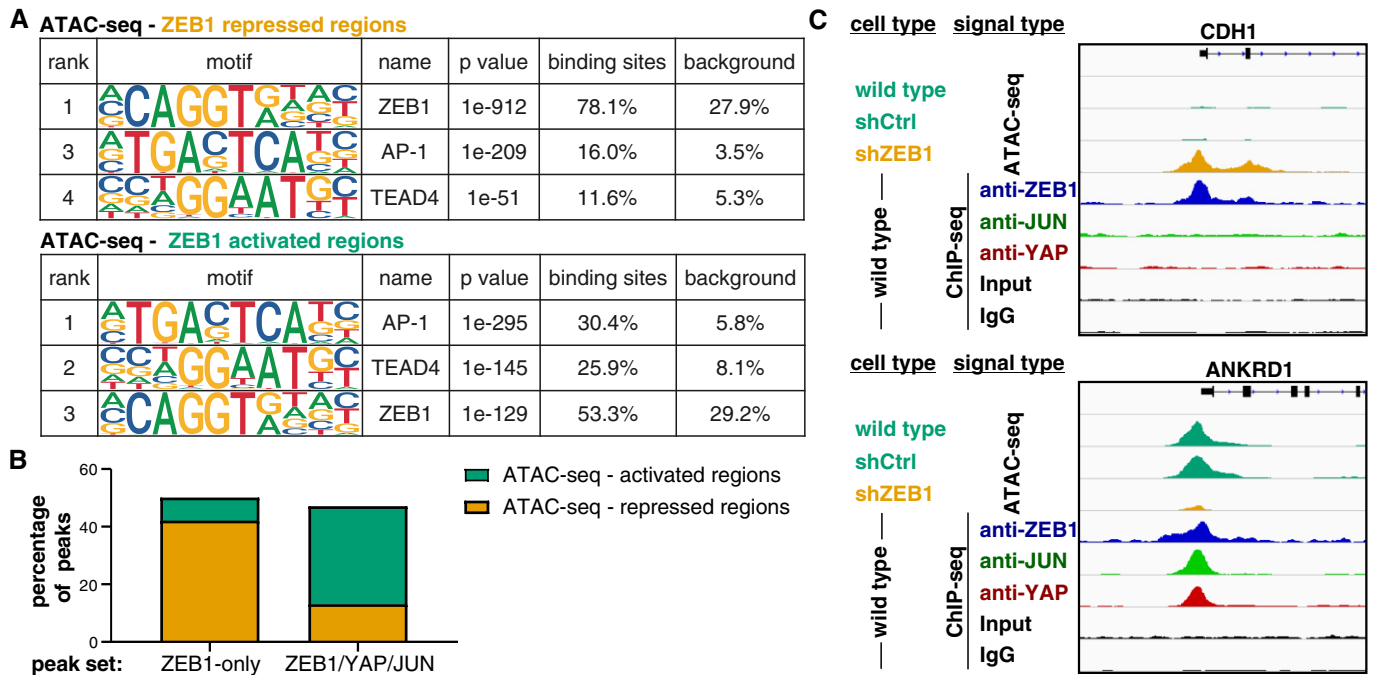 A
ATAC-seq - ZEB1 repressed regions
rank motif name p value binding sites background
1 ZEB1 1e-912 78.1% 27.9%
3 AP-1 1e-209 16.0% 3.5%
4 TEAD4 1e-51 11.6% 5.3%
ATAC-seq - ZEB1 activated regions
rank motif name p value binding sites background
1 AP-1 1e-295 30.4% 5.8%
2 TEAD4 1e-145 25.9% 8.1%
3 ZEB1 1e-129 53.3% 29.2%
B
percentage
of peaks
60
40
20
0
peak set: ZEB1-only ZEB1/YAP/JUN
ATAC-seq - activated regions
ATAC-seq - repressed regions
C
cell type signal type
CDH1
wild type
shCtrl
shZEB1
ATAC-seq
wild type
ChIP-seq
anti-ZEB1
anti-JUN
anti-YAP
Input
IgG
cell type signal type
ANKRD1
wild type
shCtrl
shZEB1
ATAC-seq
wild type
ChIP-seq
anti-ZEB1
anti-JUN
anti-YAP
Input
IgG